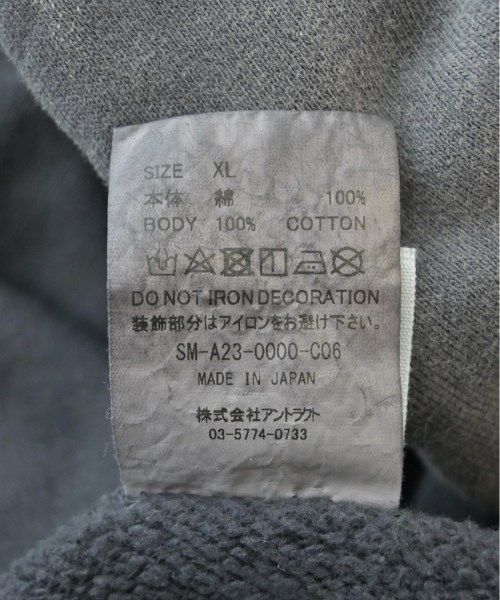 SIZE XL
本体 綿 100%
BODY 100% COTTON
DO NOT IRON DECORATION
装飾部分はアイロンをお避け下さい。
SM-A23-0000-C06
MADE IN JAPAN
株式会社アントラクト
03-5774-0733